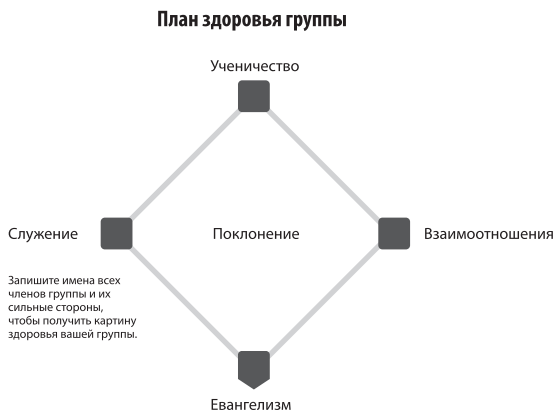 План здоровья группы
Ученичество
Служение
Поклонение
Взаимоотношения
Запишите имена всех
членов группы и их
сильные стороны,
чтобы получить картину
здоровья вашей группы.
Евангелизм